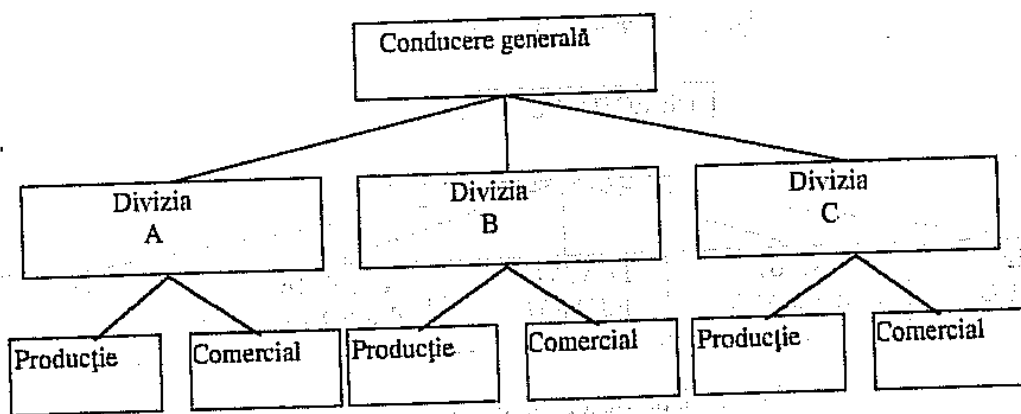 Conducere generală
Divizia
A
Divizia
B
Divizia
C
Producţie
Comercial
Producţie
Comercial
Producţie
Comercial